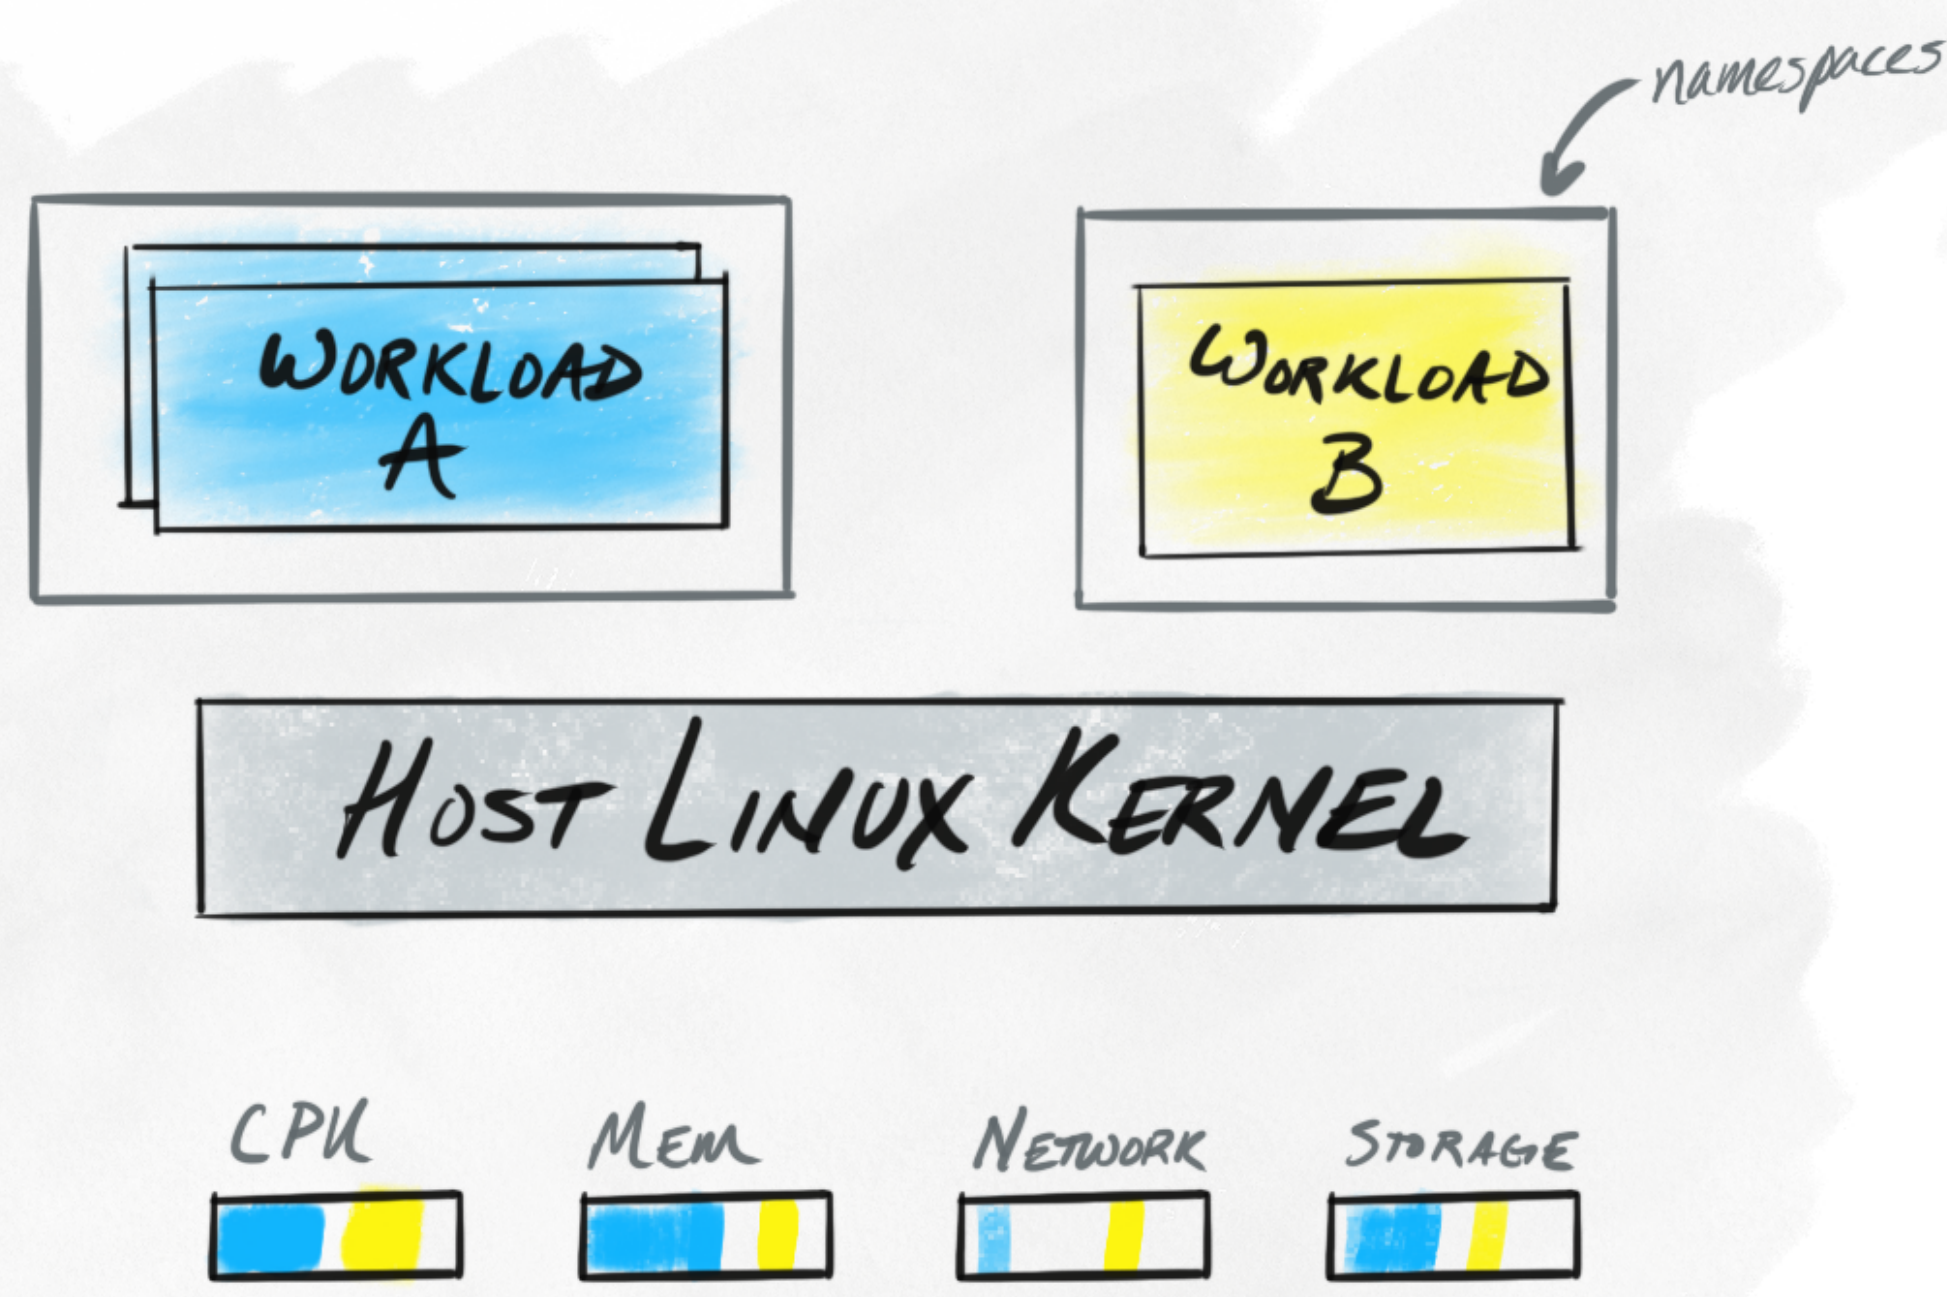 namespaces
WORKLOAD
A
WORKLOAD
B
HOST LINUX KERNEL
CPU
MEM
NETWORK
STORAGE